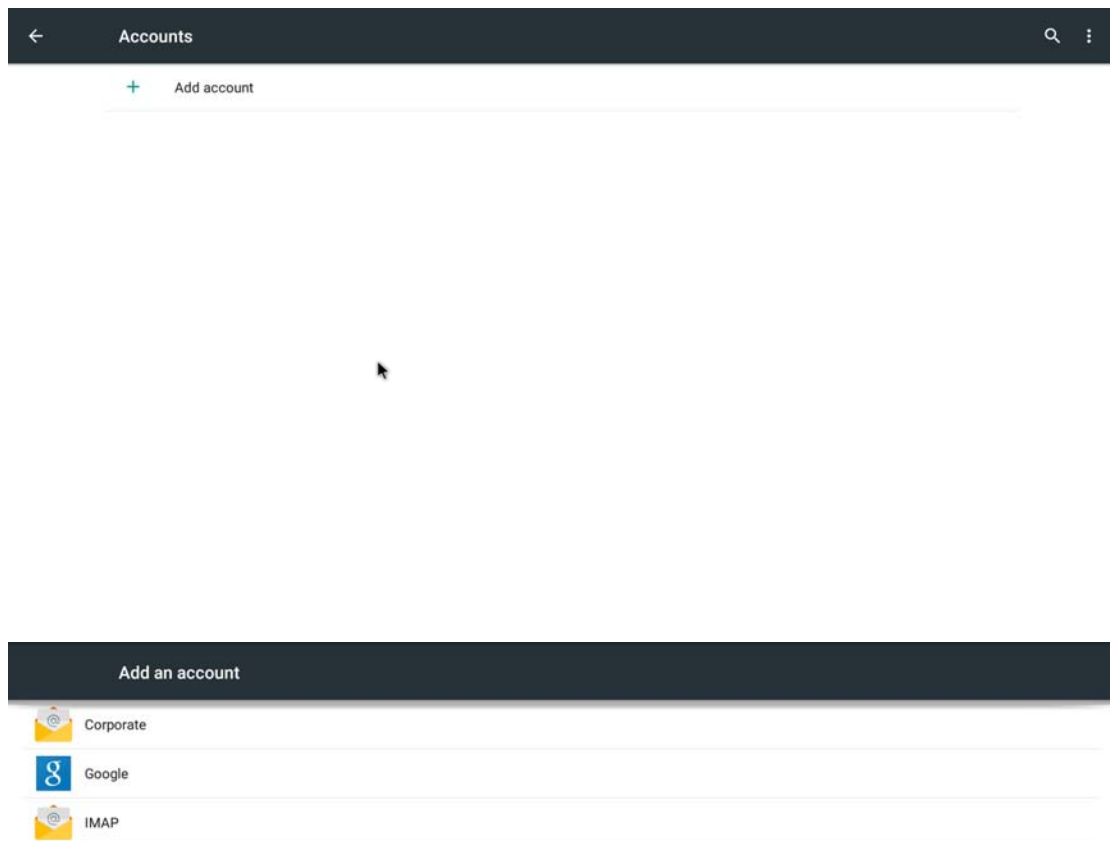 Accounts
Add account
Add an account
@ Corporate
g Google
@ IMAP